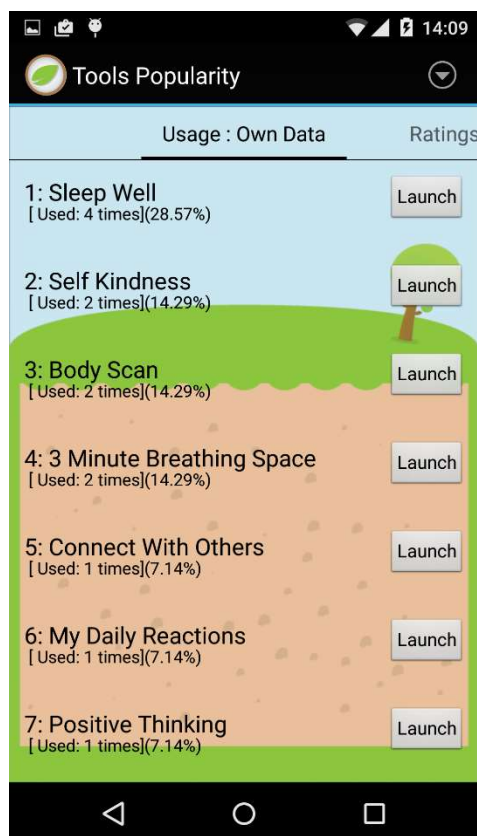 14:09
Tools Popularity
Usage : Own Data Ratings
1: Sleep Well Launch
[ Used: 4 times](28.57%)
2: Self Kindness Launch
[ Used: 2 times](14.29%)
3: Body Scan Launch
[ Used: 2 times](14.29%)
4: 3 Minute Breathing Space Launch
[ Used: 2 times](14.29%)
5: Connect With Others Launch
[ Used: 1 times](7.14%)
6: My Daily Reactions Launch
[ Used: 1 times](7.14%)
7: Positive Thinking Launch
[ Used: 1 times](7.14%)